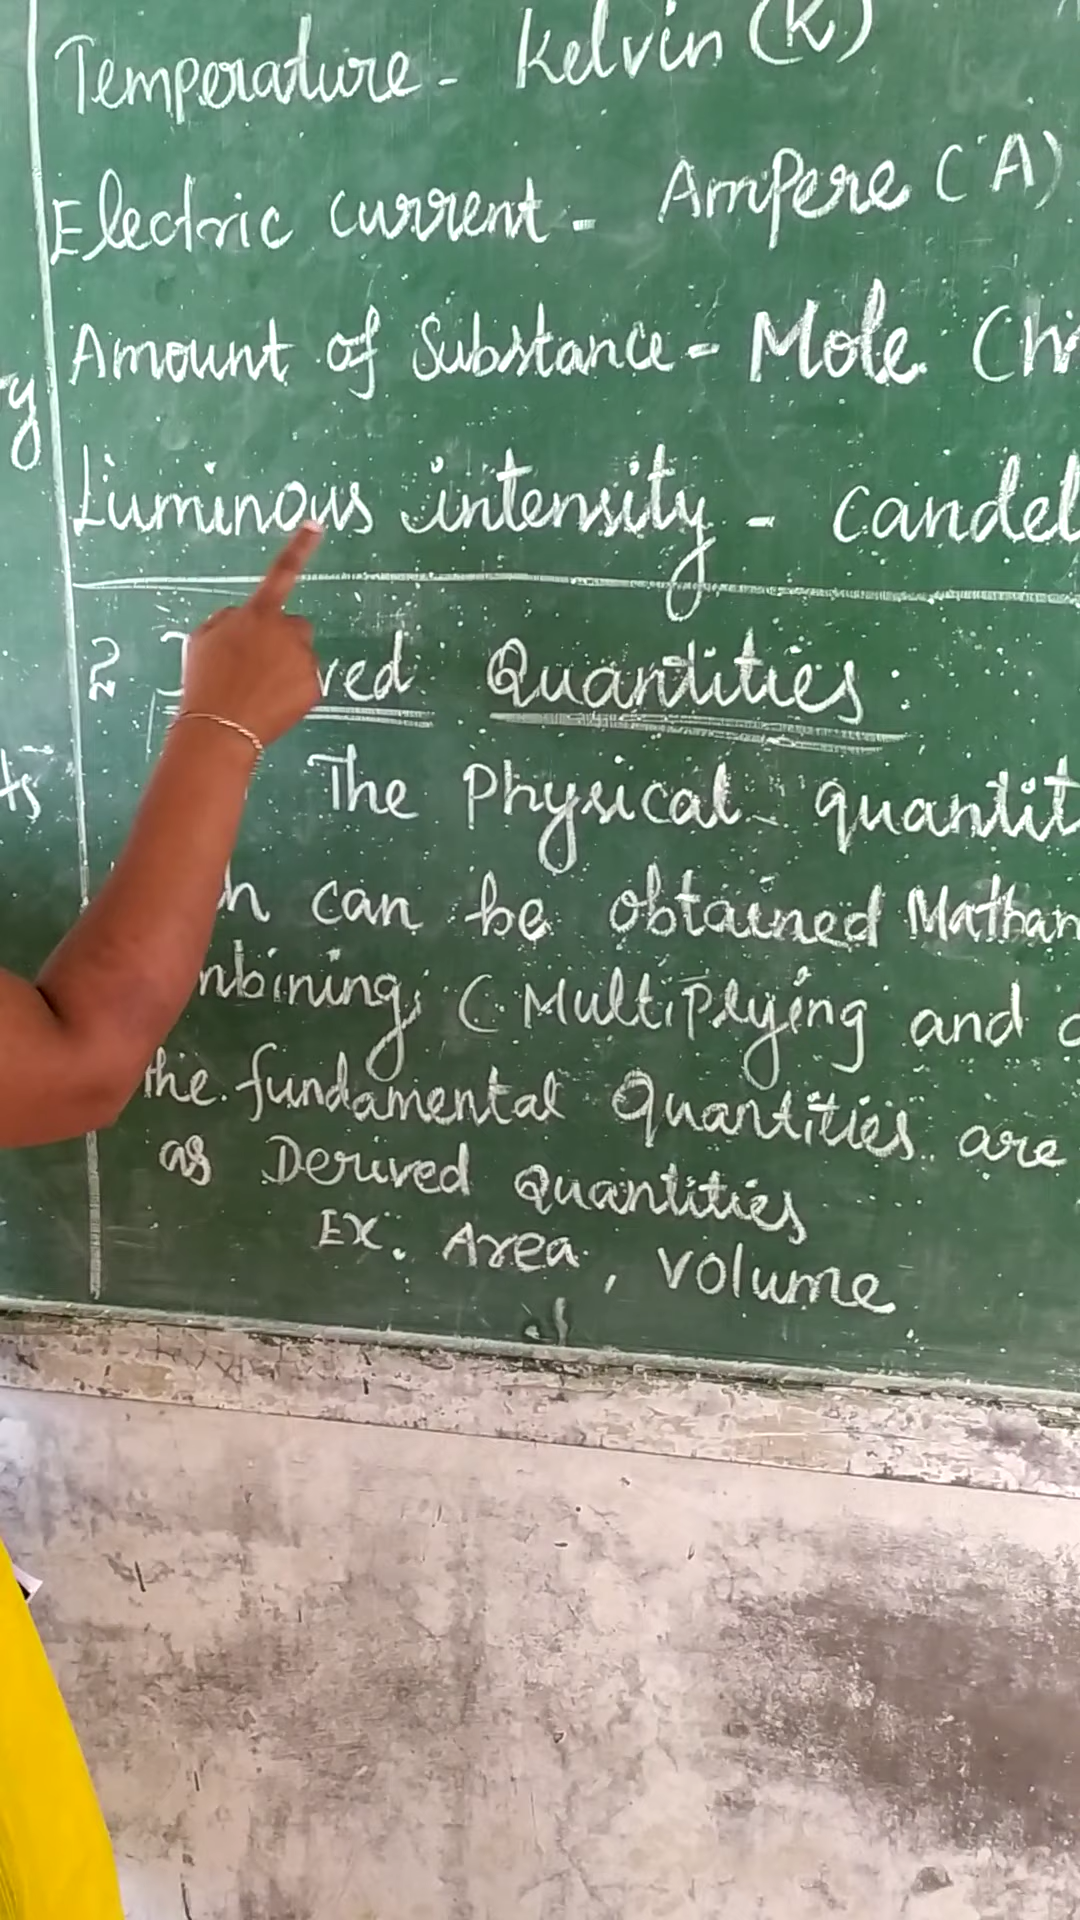 Temperature - Kelvin (K)
Electric current - Ampere (A)
Amount of Substance - Mole
Luminous intensity - Candel
2 ved Quantities
The Physical quantit
can be obtained Matham
nbining (Multiplying and
the fundamental Quantities are
as Derived Quantities
Ex. Area, Volume